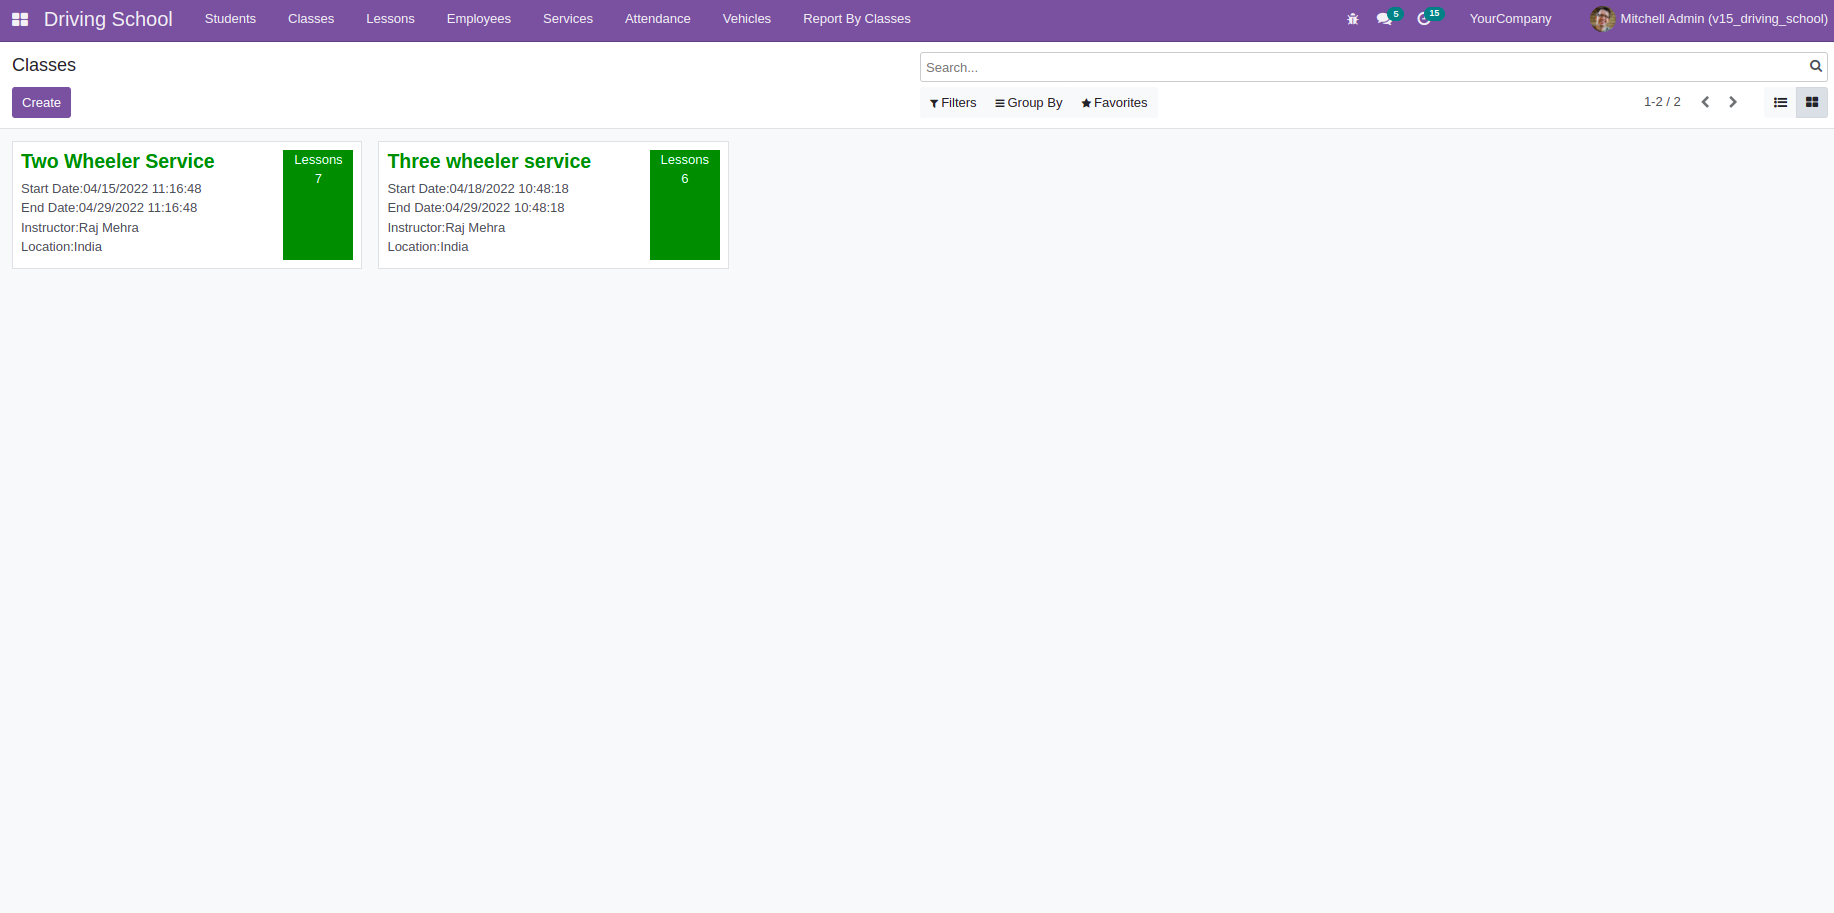 Driving School Students Classes Lessons Employees Services Attendance Vehicles Report By Classes 5 15 YourCompany Mitchell Admin (v15_driving_school)
Classes
Search...
Create
Filters Group By Favorites 1-2 / 2
Two Wheeler Service
Start Date:04/15/2022 11:16:48
End Date:04/29/2022 11:16:48
Instructor:Raj Mehra
Location:India
Lessons
7
Three wheeler service
Start Date:04/18/2022 10:48:18
End Date:04/29/2022 10:48:18
Instructor:Raj Mehra
Location:India
Lessons
6